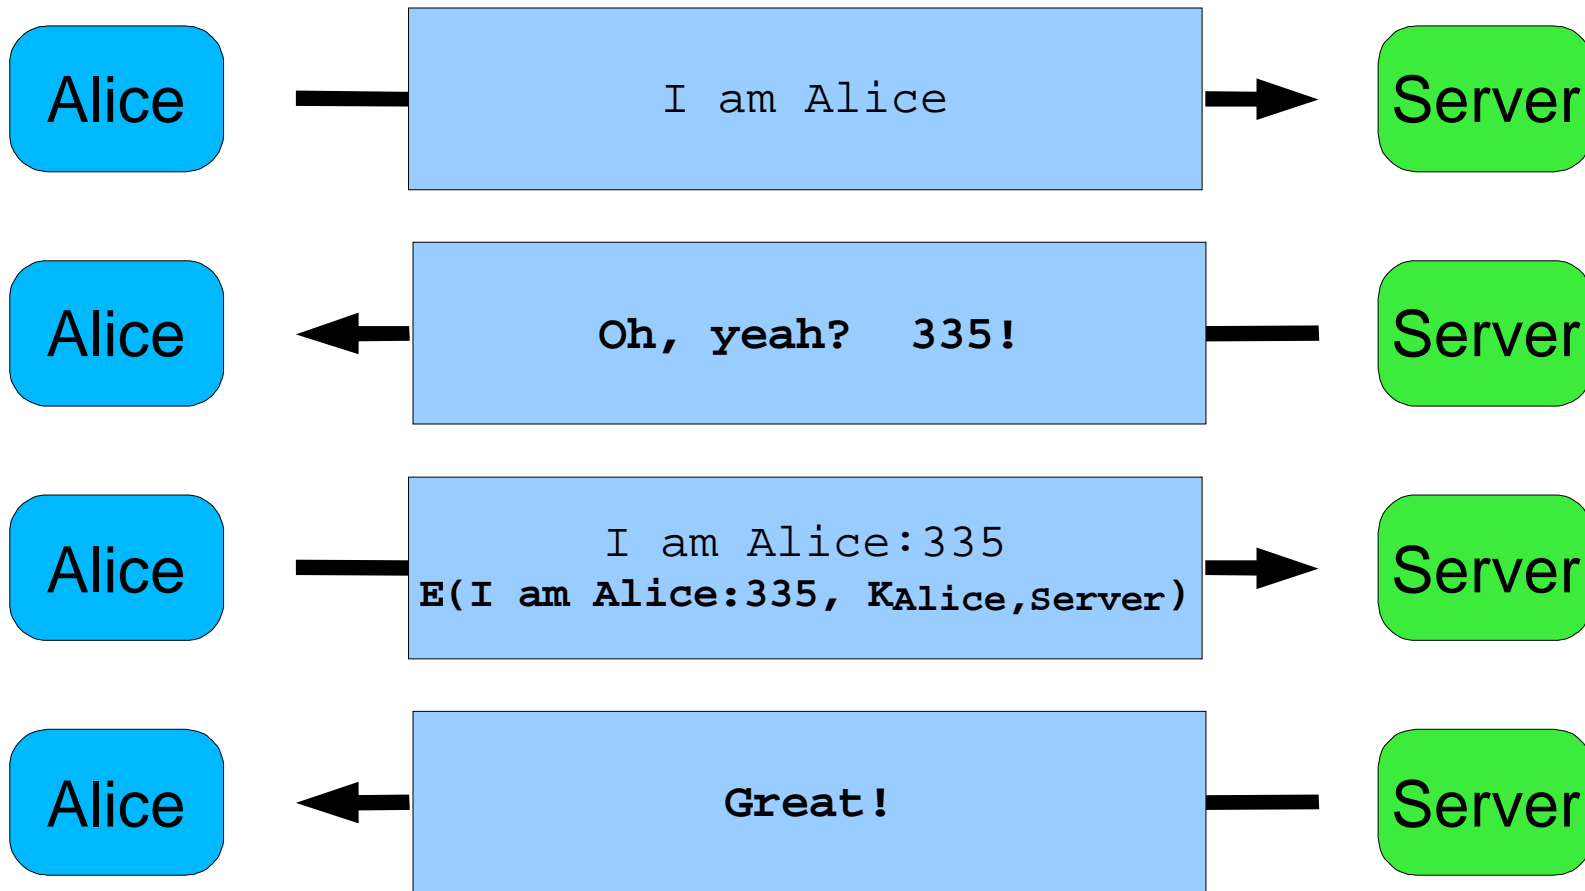 Alice
I am Alice
Server
Alice
Oh, yeah? 335!
Server
Alice
I am Alice:335
E(I am Alice:335, KAlice,Server)
Server
Alice
Great!
Server